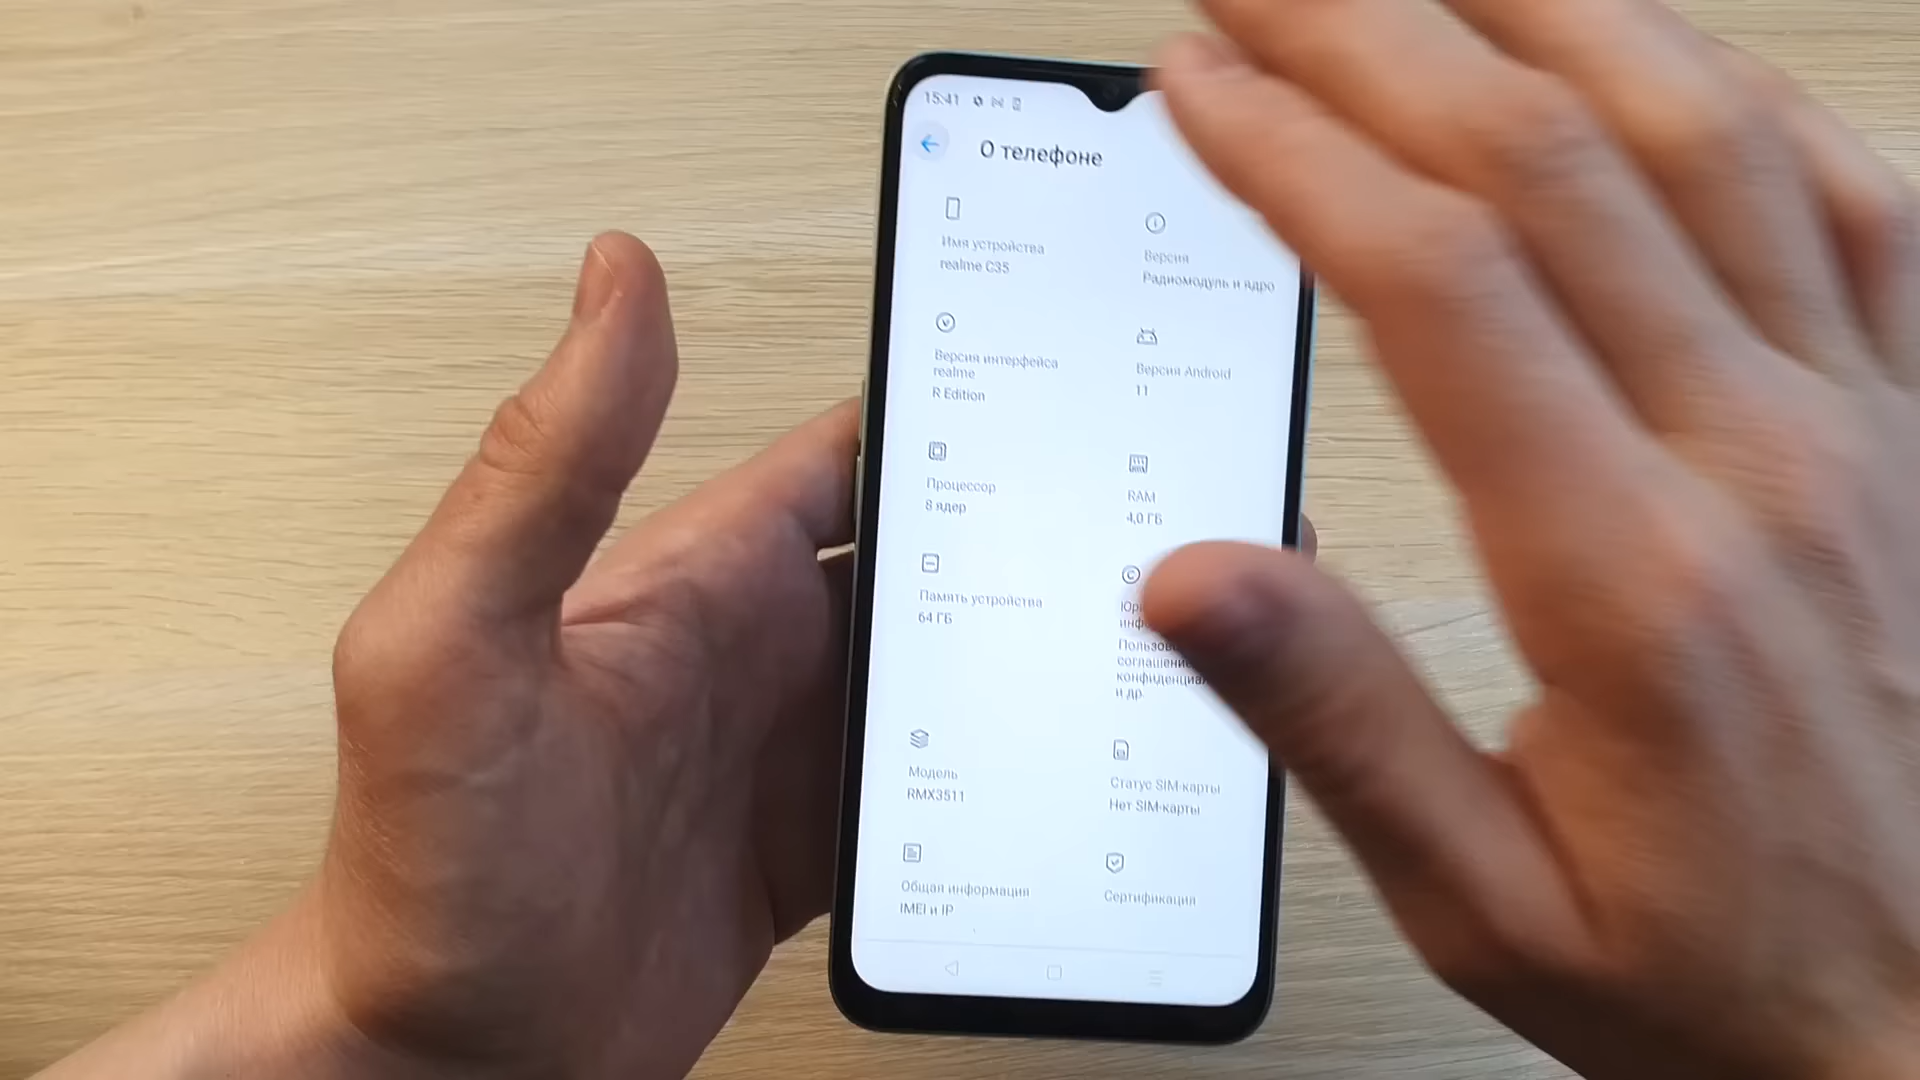 15:41
О телефоне
Имя устройства
realme C35
Версия
Радиомодуль и ядро
Версия интерфейса
realme
R Edition
Версия Android
11
Процессор
8 ядер
RAM
4,0 ГБ
Память устройства
64 ГБ
соглашение
и др.
Модель
RMX3511
Статус SIM-карты
Нет SIM-карты
Общая информация
IMEI и IP
Сертификация